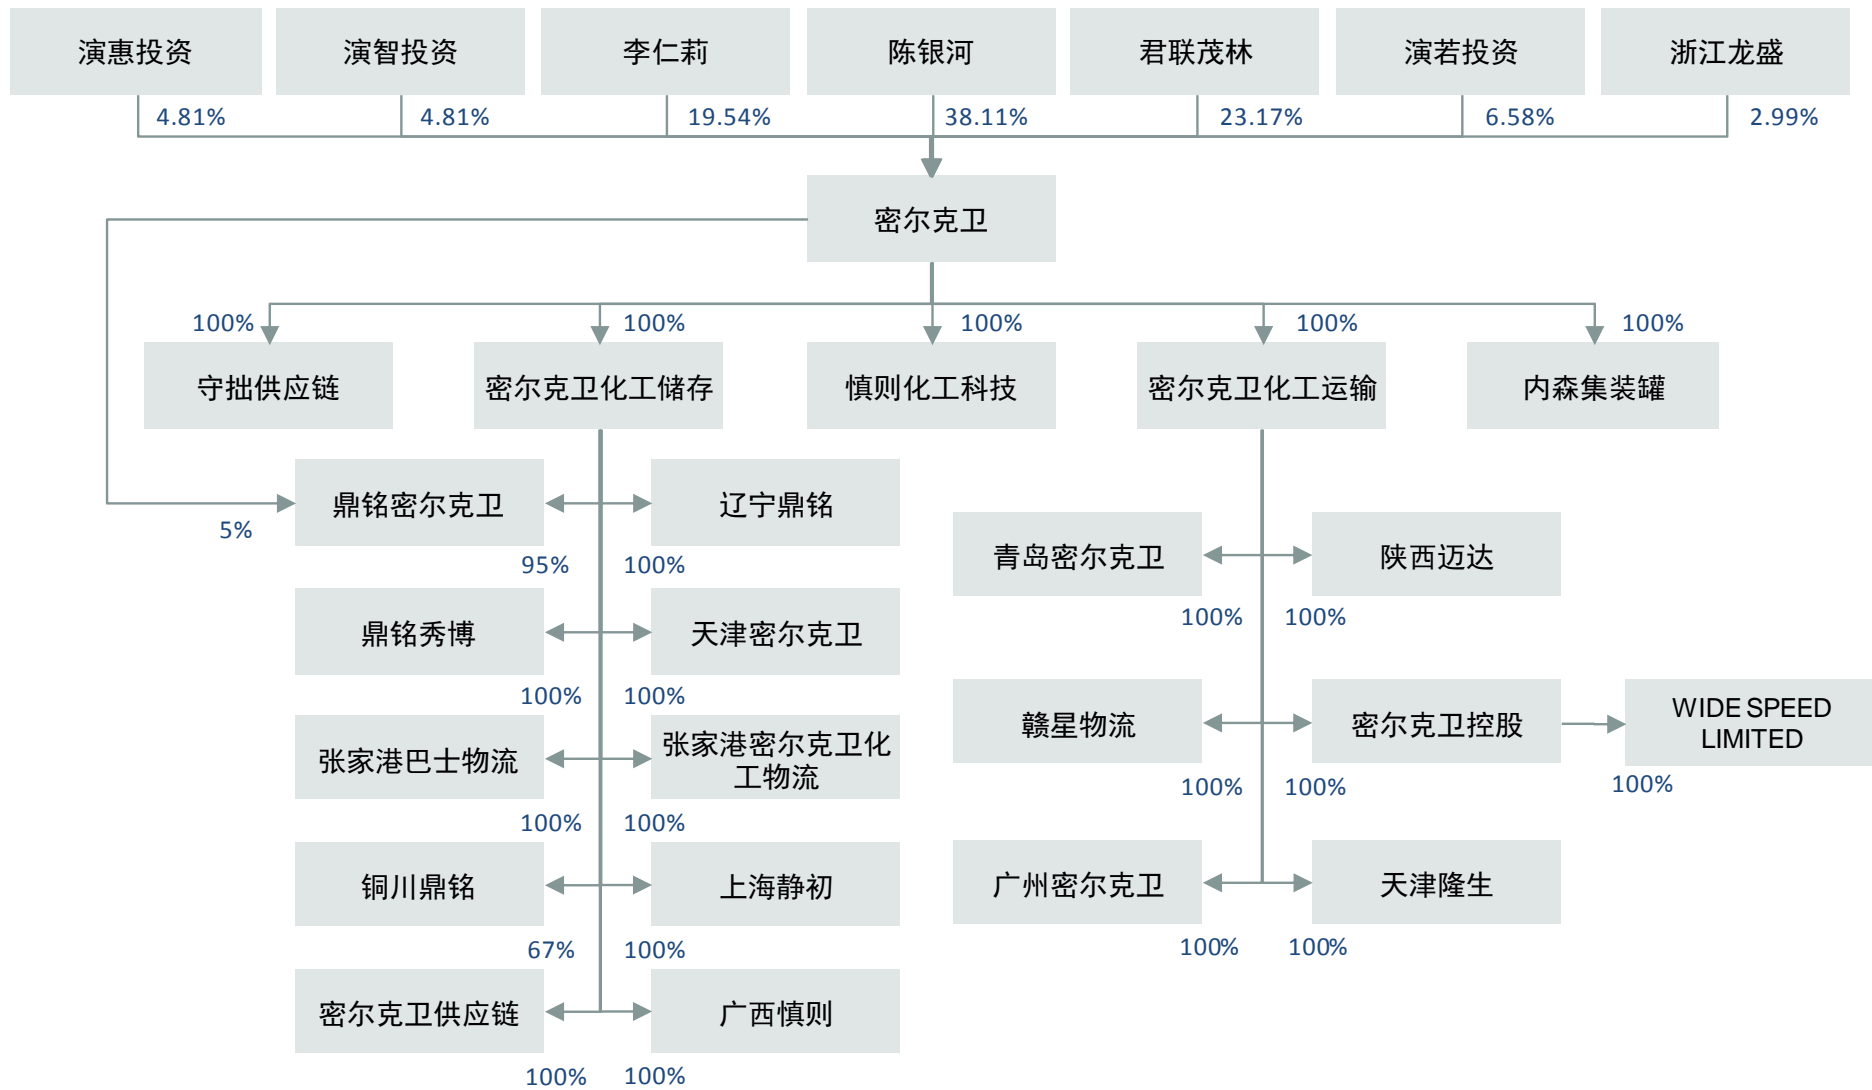 演惠投资
演智投资
李仁莉
陈银河
君联茂林
演若投资
浙江龙盛
4.81%
4.81%
19.54%
38.11%
23.17%
6.58%
2.99%
密尔克卫
100%
100%
100%
100%
100%
守拙供应链
密尔克卫化工储存
慎则化工科技
密尔克卫化工运输
内森集装罐
鼎铭密尔克卫
辽宁鼎铭
5%
95%
100%
青岛密尔克卫
陕西迈达
100%
100%
鼎铭秀博
天津密尔克卫
100%
100%
赣星物流
密尔克卫控股
WIDE SPEED
LIMITED
100%
100%
100%
张家港巴士物流
张家港密尔克卫化
工物流
100%
100%
铜川鼎铭
上海静初
67%
100%
广州密尔克卫
天津隆生
100%
100%
密尔克卫供应链
广西慎则
100%
100%